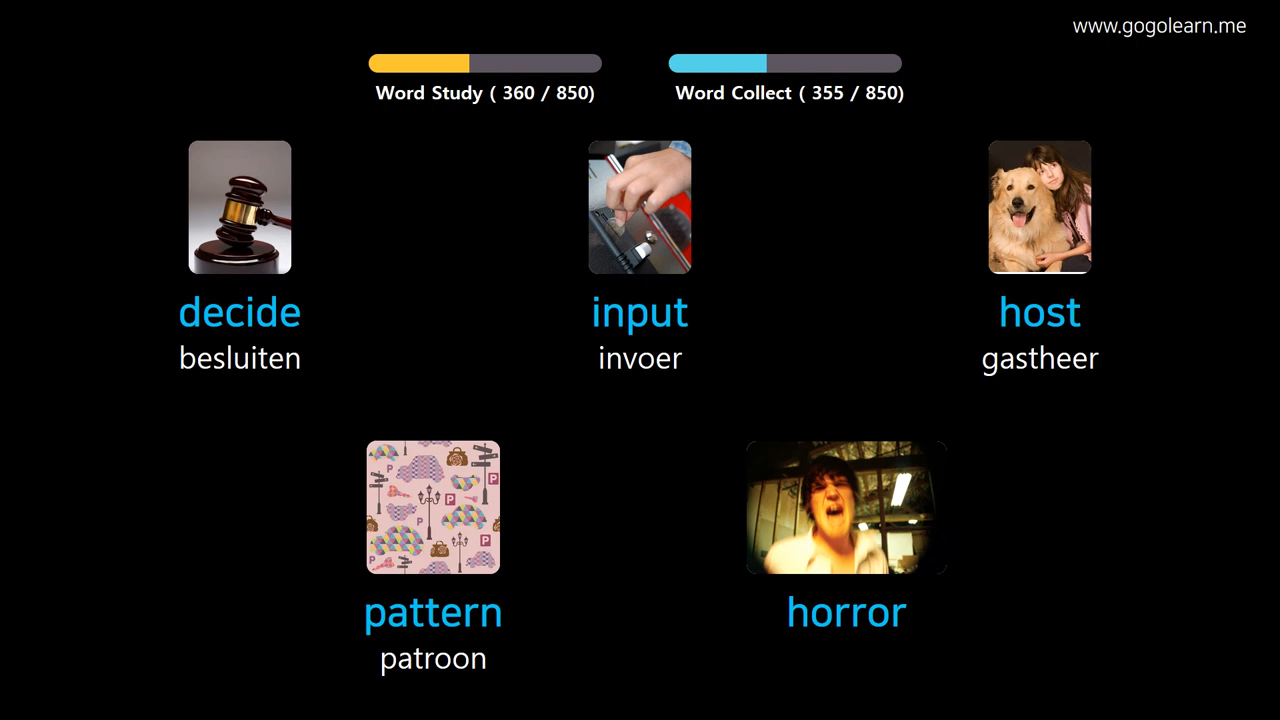 www.gogolearn.me
Word Study ( 360 / 850)
Word Collect ( 355 / 850)
decide
besluiten
input
invoer
host
gastheer
pattern
patroon
horror